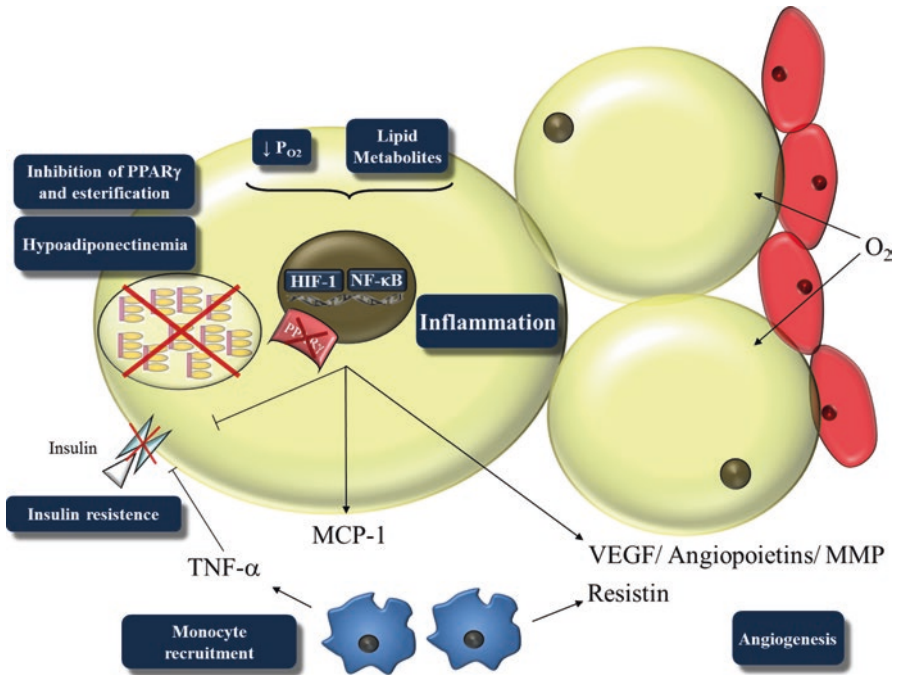 ↓ PO2
Lipid
Metabolites
Inhibition of PPARγ
and esterification
Hypoadiponectinemia
HIF-1
NF-κB
Inflammation
O2
Insulin
Insulin resistence
MCP-1
TNF-α
VEGF/ Angiopoietins/ MMP
Resistin
Monocyte
recruitment
Angiogenesis